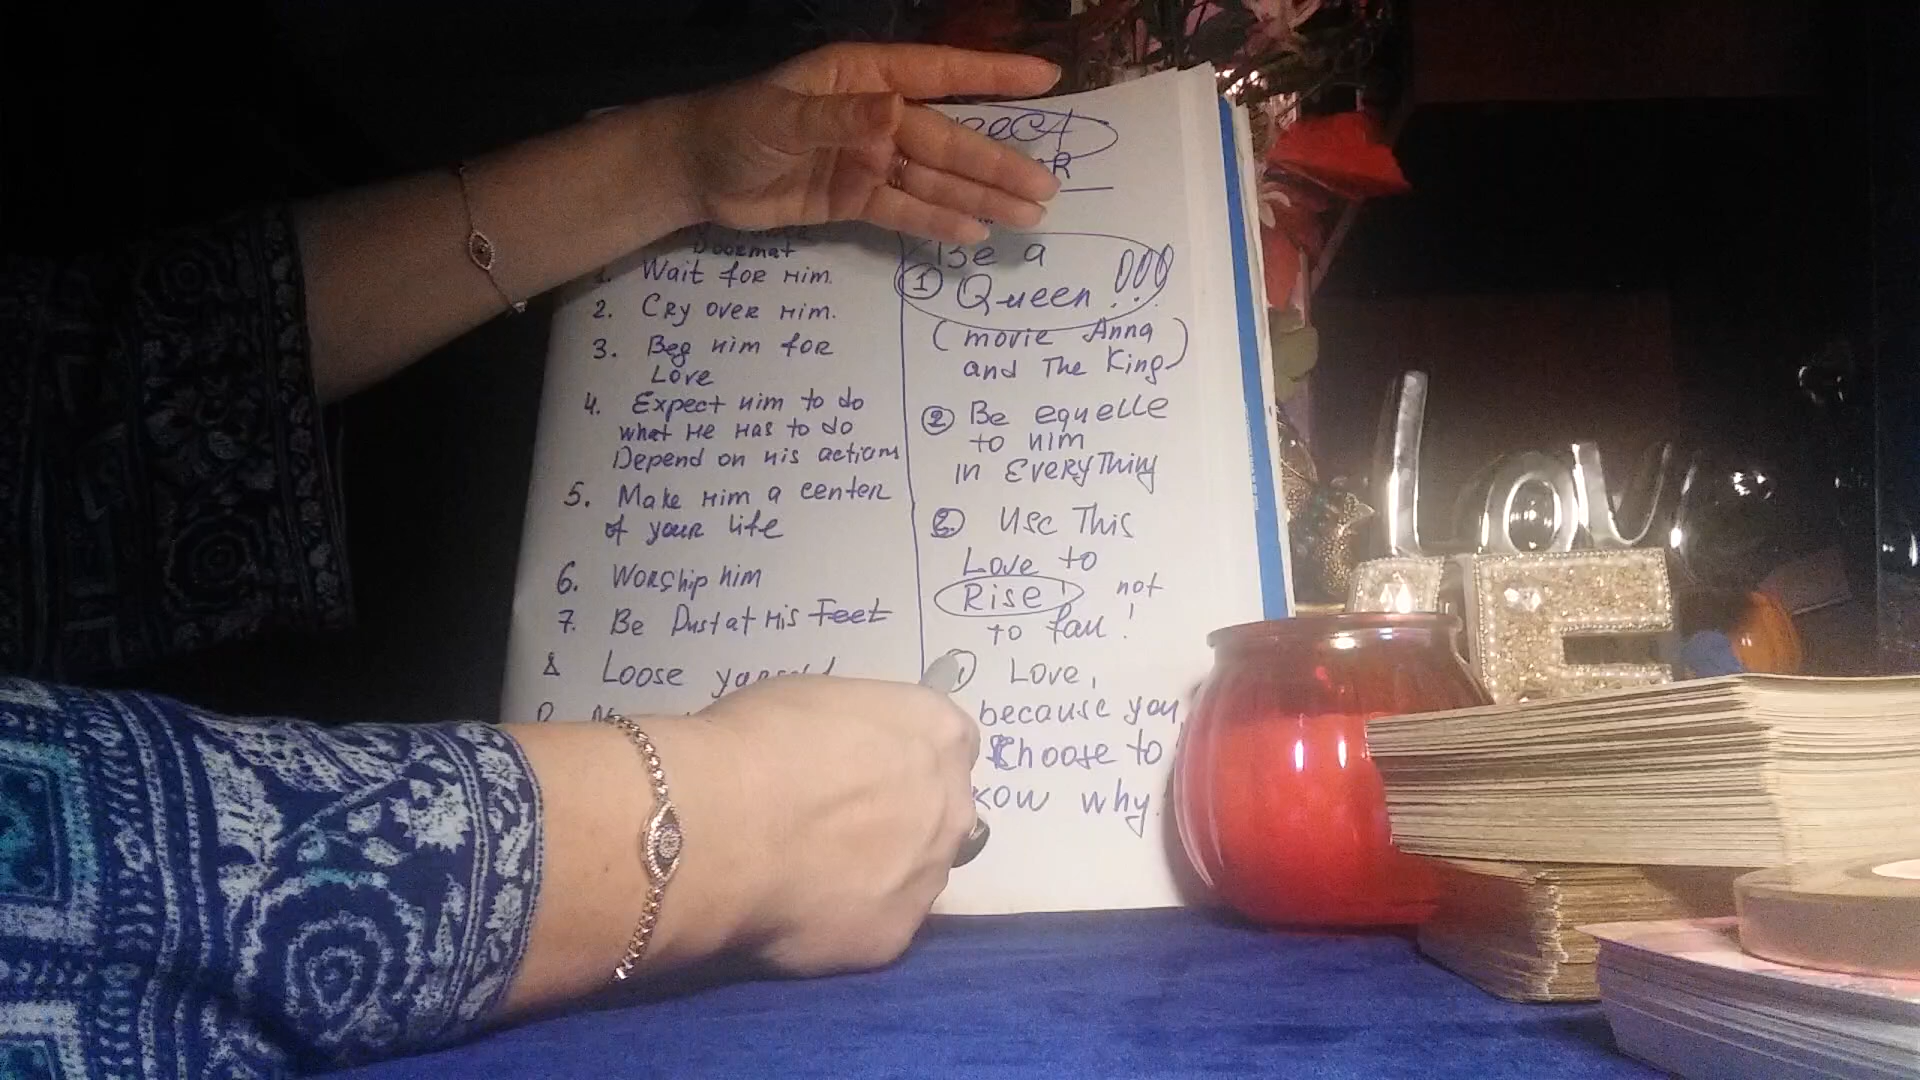 Doormat
1. Wait for Him.
2. Cry over Him.
3. Beg him for
Love
4. Expect him to do
what He Has to do
Depend on his actions
5. Make Him a center
of your life
6. Worship him
7. Be Dust at His Feet
8 Loose
Be a
1 Queen!!!
(movie Anna
and The King)
2 Be equelle
to him
in EveryThing
Use This
Love to
Rise! not
to fall!
Love,
because you
Choose to
know why.
LOVE